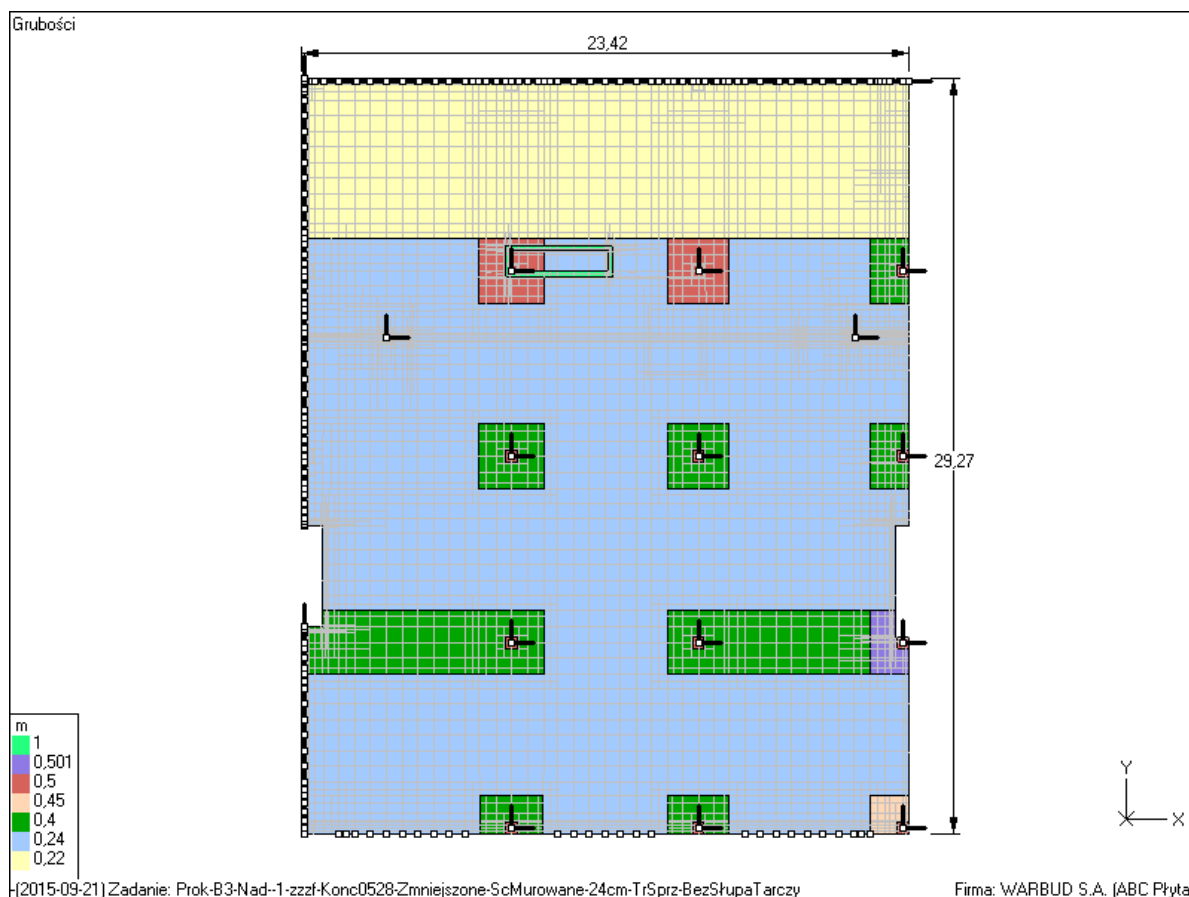 Grubości
23,42
29,27
m
1
0,501
0,5
0,45
0,4
0,24
0,22
Y
X
-(2015-09-21) Zadanie: Prok-B3-Nad--1-zzzf-Konc0528-Zmniejszone-ScMurowane-24cm-TrSprz-BezSłupaTarczy
Firma: WARBUD S.A. (ABC Płyta